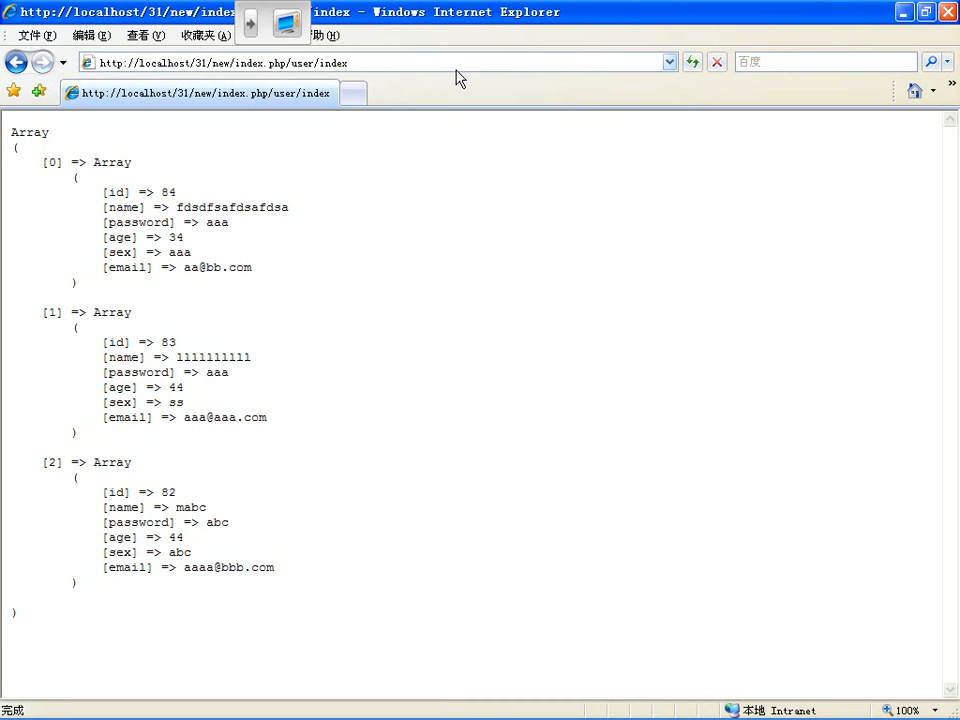 http://localhost/31/new/index index - Windows Internet Explorer
文件(F) 编辑(E) 查看(V) 收藏夹(A) 助(H)
http://localhost/31/new/index.php/user/index 百度
http://localhost/31/new/index.php/user/index
Array
(
[0] => Array
(
[id] => 84
[name] => fdsdfsafdsafdsa
[password] => aaa
[age] => 34
[sex] => aaa
[email] => aa@bb.com
)
[1] => Array
(
[id] => 83
[name] => llllllllll
[password] => aaa
[age] => 44
[sex] => ss
[email] => aaa@aaa.com
)
[2] => Array
(
[id] => 82
[name] => mabc
[password] => abc
[age] => 44
[sex] => abc
[email] => aaaa@bbb.com
)
)
完成 本地 Intranet 100%